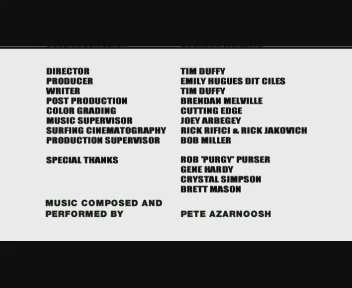 DIRECTOR TIM DUFFY
PRODUCER EMILY HUGUES DIT CILES
WRITER TIM DUFFY
POST PRODUCTION BRENDAN MELVILLE
COLOR GRADING CUTTING EDGE
MUSIC SUPERVISOR JOEY ARBEGEY
SURFING CINEMATOGRAPHY RICK RIFICI & RICK JAKOVICH
PRODUCTION SUPERVISOR BOB MILLER
SPECIAL THANKS ROB 'PURGY' PURSER
GENE HARDY
CRYSTAL SIMPSON
BRETT MASON
MUSIC COMPOSED AND
PERFORMED BY PETE AZARNOOSH